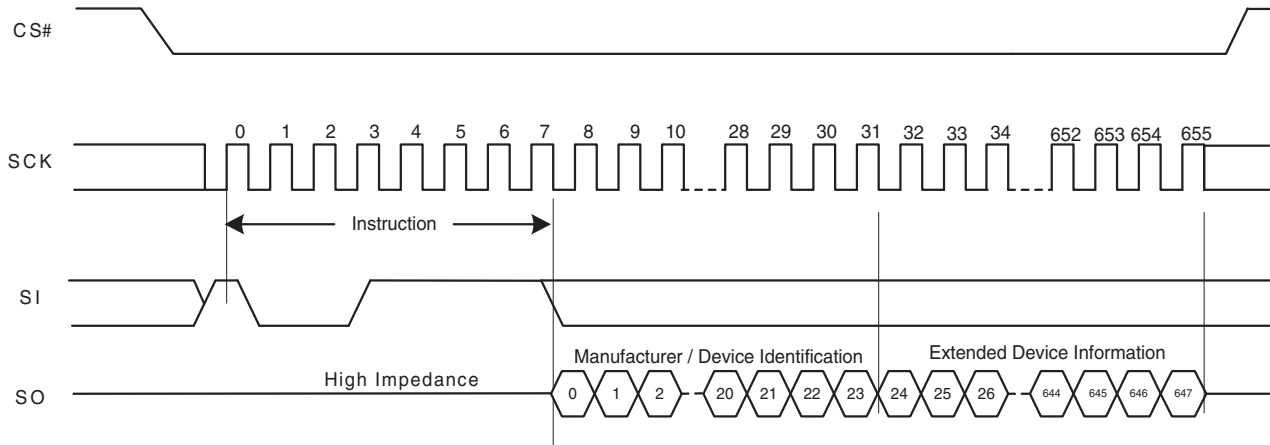 CS#
0 1 2 3 4 5 6 7 8 9 10 28 29 30 31 32 33 34 652 653 654 655
SCK
Instruction
SI
Manufacturer / Device Identification Extended Device Information
High Impedance
SO 0 1 2 20 21 22 23 24 25 26 644 645 646 647